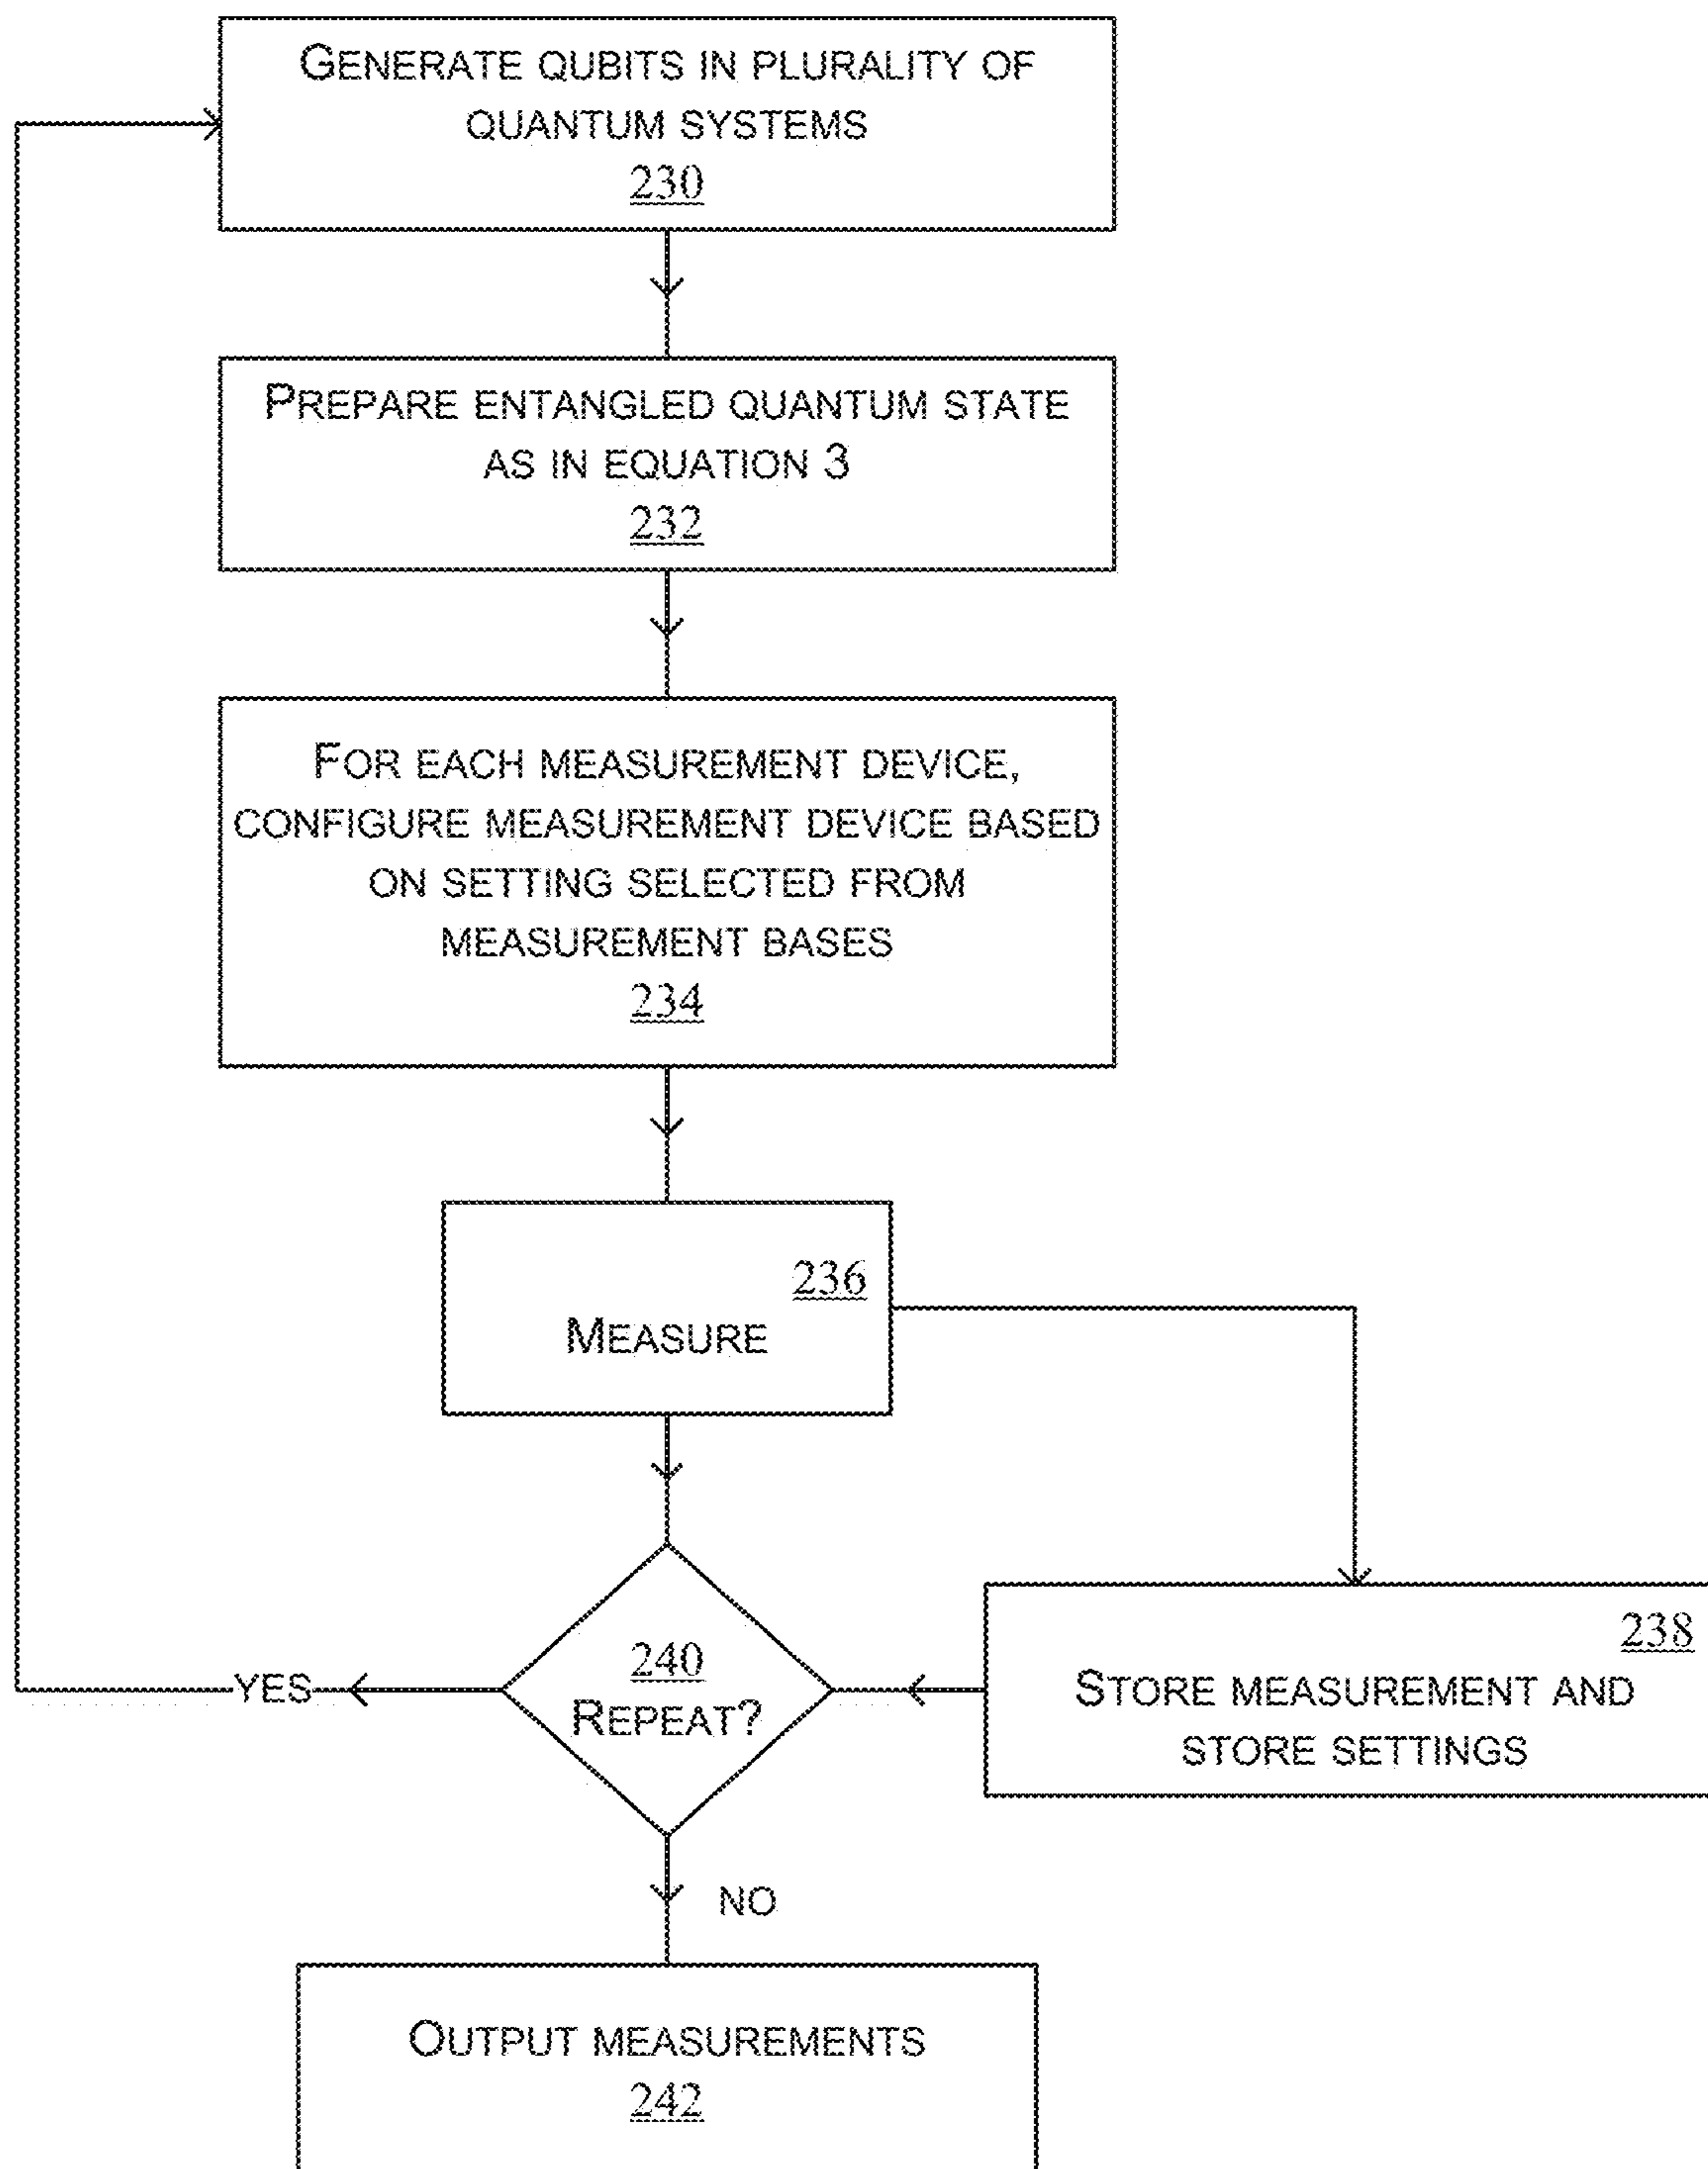 GENERATE QUBITS IN PLURALITY OF
QUANTUM SYSTEMS
230
PREPARE ENTANGLED QUANTUM STATE
AS IN EQUATION 3
232
FOR EACH MEASUREMENT DEVICE,
CONFIGURE MEASUREMENT DEVICE BASED
ON SETTING SELECTED FROM
MEASUREMENT BASES
234
236
MEASURE
238
STORE MEASUREMENT AND
STORE SETTINGS
240
REPEAT?
YES
NO
OUTPUT MEASUREMENTS
242